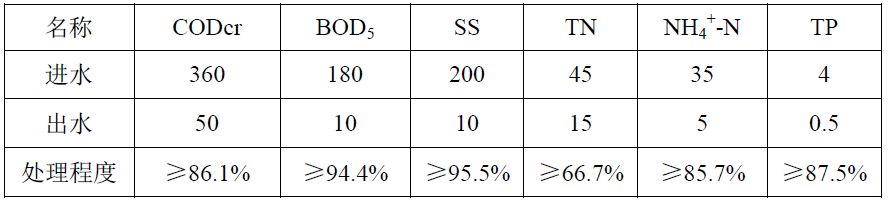 名称 CODcr BOD₅ SS TN NH₄⁺-N TP
进水 360 180 200 45 35 4
出水 50 10 10 15 5 0.5
处理程度 ≥86.1% ≥94.4% ≥95.5% ≥66.7% ≥85.7% ≥87.5%